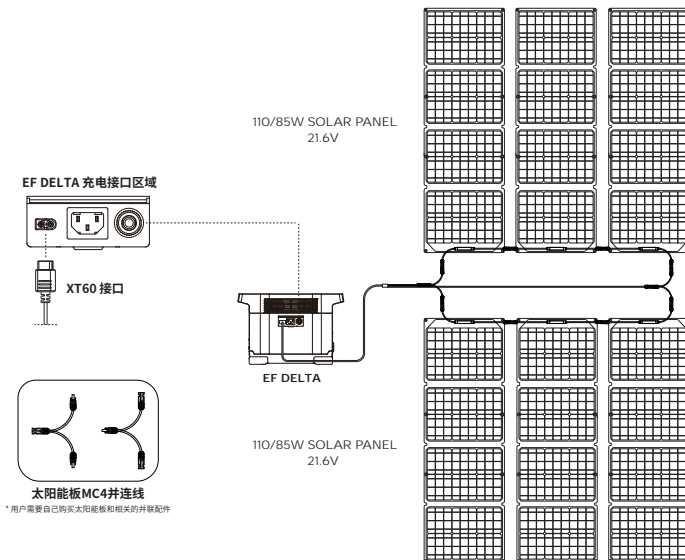 110/85W SOLAR PANEL
21.6V
EF DELTA 充电接口区域
XT60 接口
EF DELTA
110/85W SOLAR PANEL
21.6V
太阳能板MC4并连线
* 用户需要自己购买太阳能板和相关的并联配件